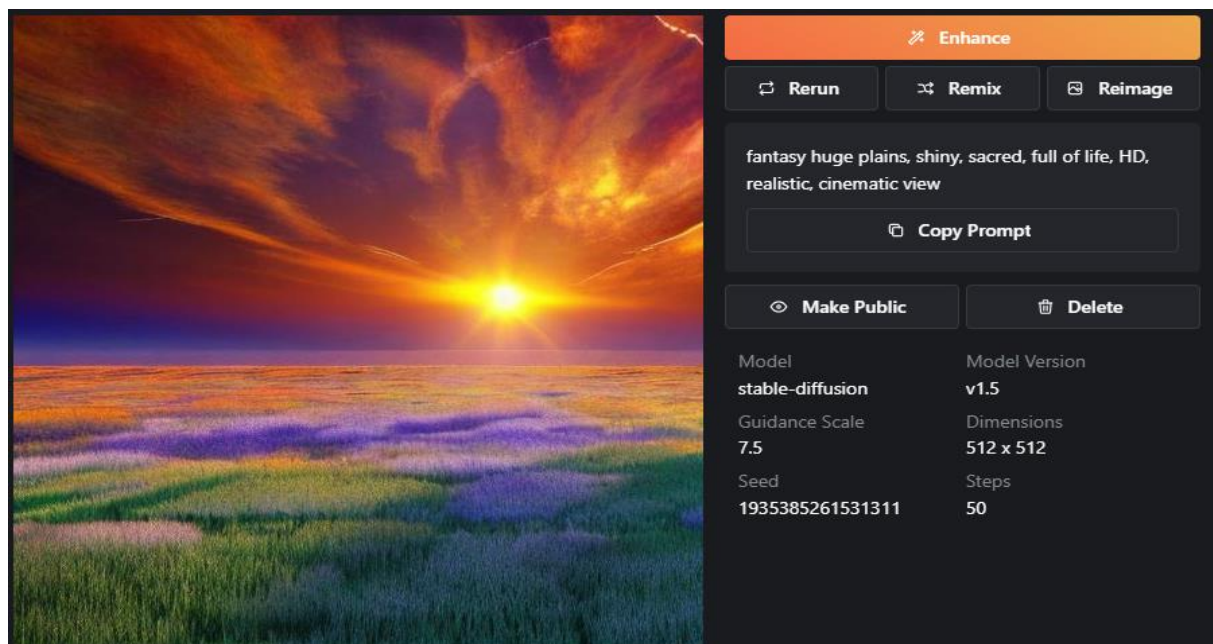 Enhance
Rerun
Remix
Reimage
fantasy huge plains, shiny, sacred, full of life, HD,
realistic, cinematic view
Copy Prompt
Make Public
Delete
Model
Model Version
stable-diffusion
v1.5
Guidance Scale
Dimensions
7.5
512 x 512
Seed
Steps
1935385261531311
50